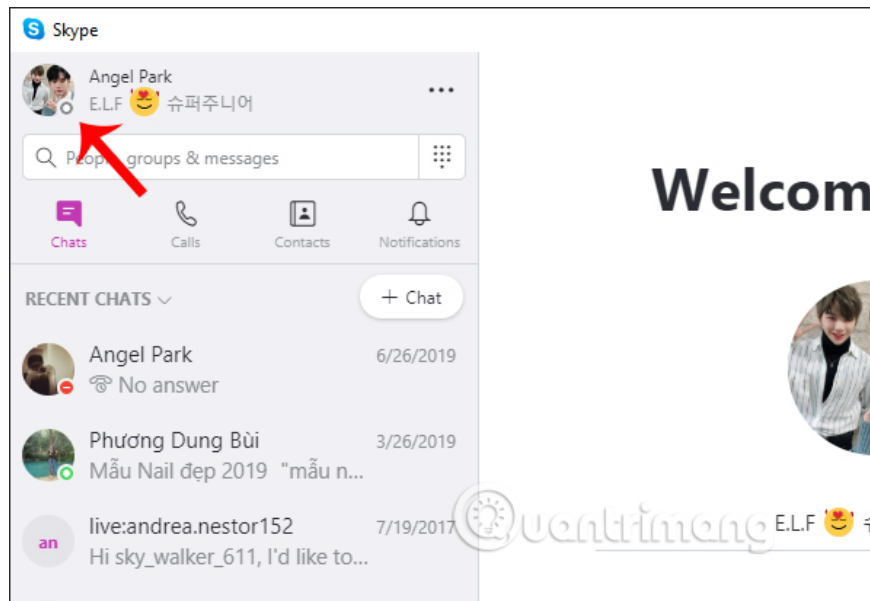 Skype
Angel Park
E.L.F 😍 슈퍼주니어
People, groups & messages
Chats
Calls
Contacts
Notifications
RECENT CHATS
+ Chat
Angel Park 6/26/2019
No answer
Phương Dung Bùi 3/26/2019
Mẫu Nail đẹp 2019 "mẫu n...
an
live:andrea.nestor152 7/19/2017
Hi sky_walker_611, I'd like to...
Welcom
E.L.F 😍
uantrimang